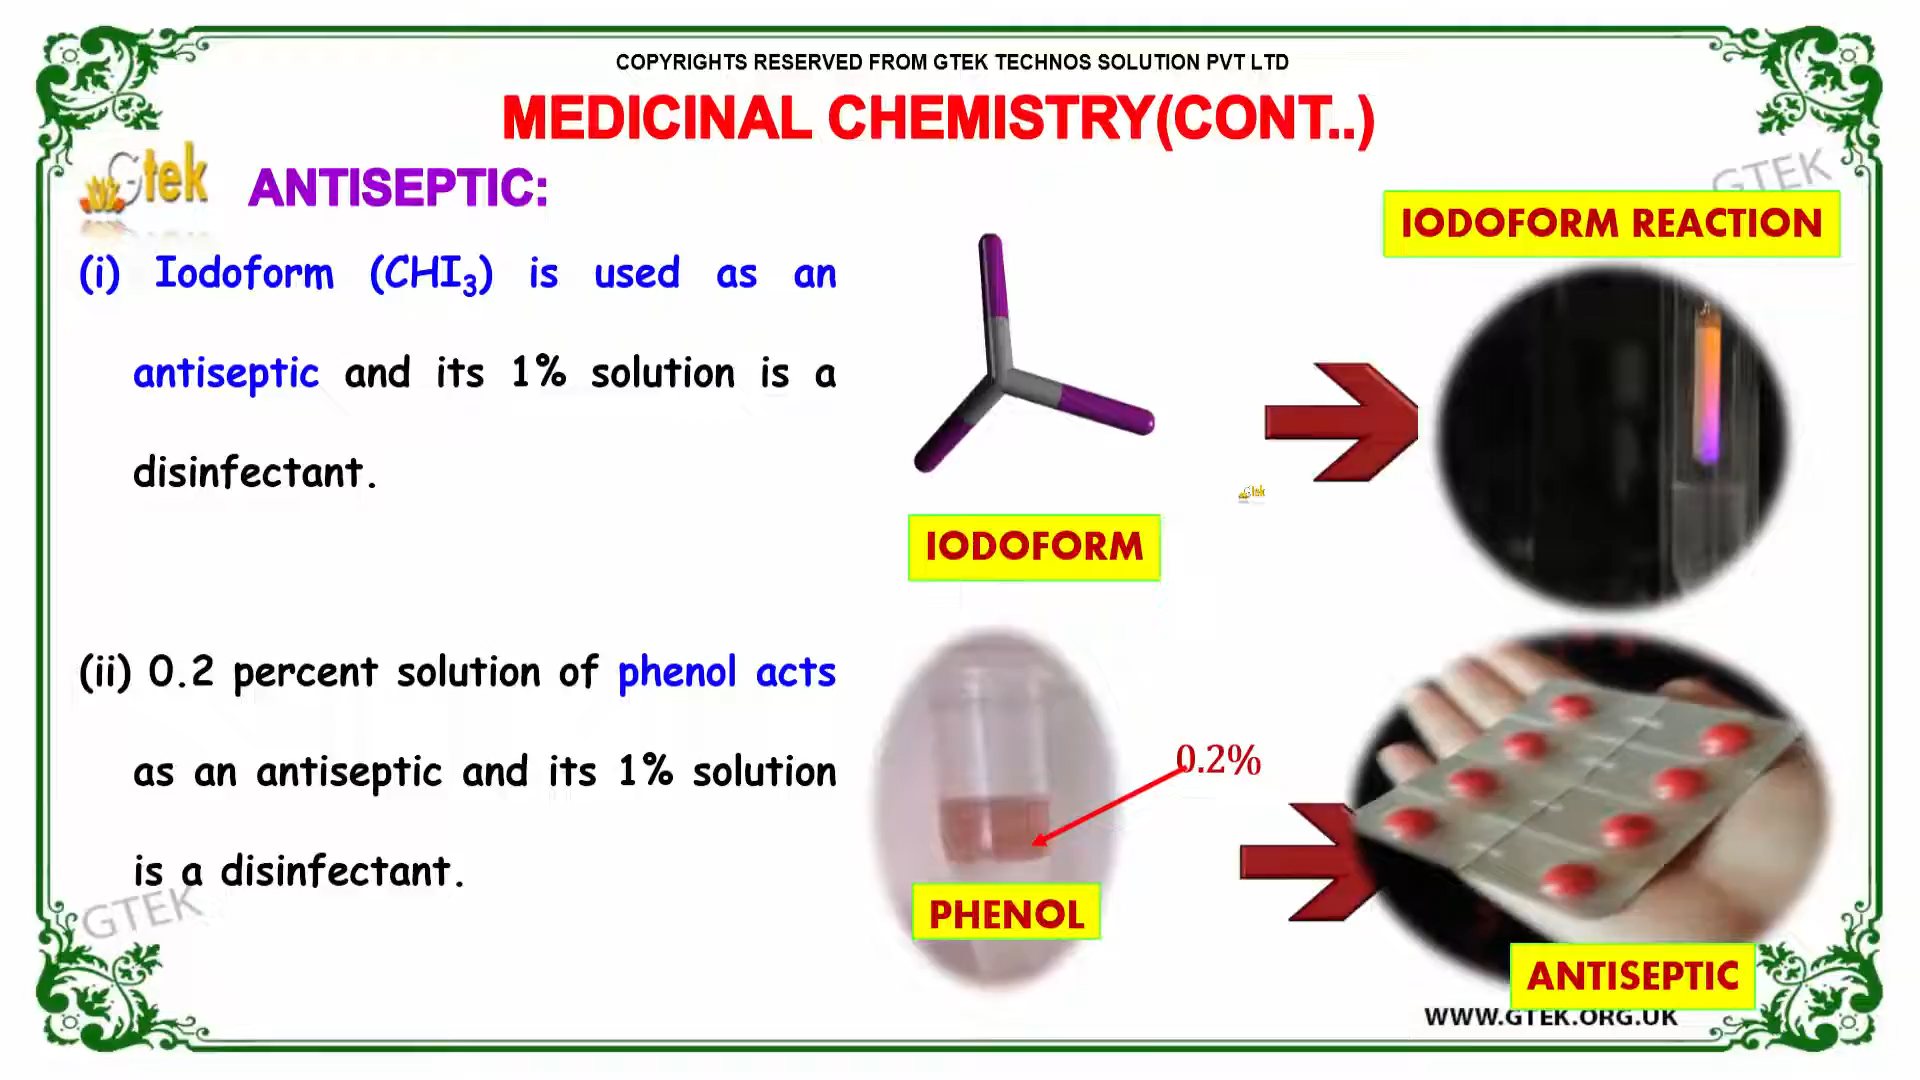 COPYRIGHTS RESERVED FROM GTEK TECHNOS SOLUTION PVT LTD
MEDICINAL CHEMISTRY(CONT..)
Gtek
ANTISEPTIC:
GTEK
IODOFORM REACTION
(i) Iodoform (CHI₃) is used as an
antiseptic and its 1% solution is a
disinfectant.
Gtek
IODOFORM
(ii) 0.2 percent solution of phenol acts
as an antiseptic and its 1% solution
is a disinfectant.
0.2%
GTEK
PHENOL
ANTISEPTIC
WWW.GTEK.ORG.UK